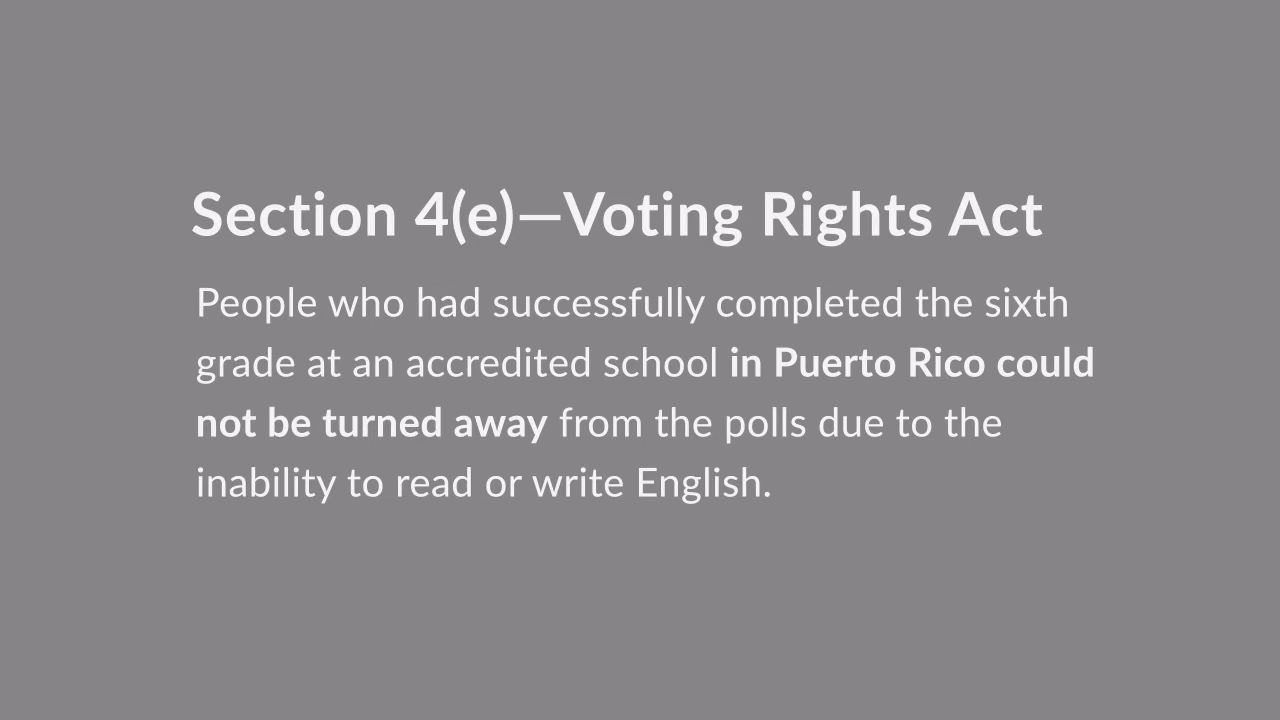 Section 4(e)—Voting Rights Act
People who had successfully completed the sixth
grade at an accredited school in Puerto Rico could
not be turned away from the polls due to the
inability to read or write English.